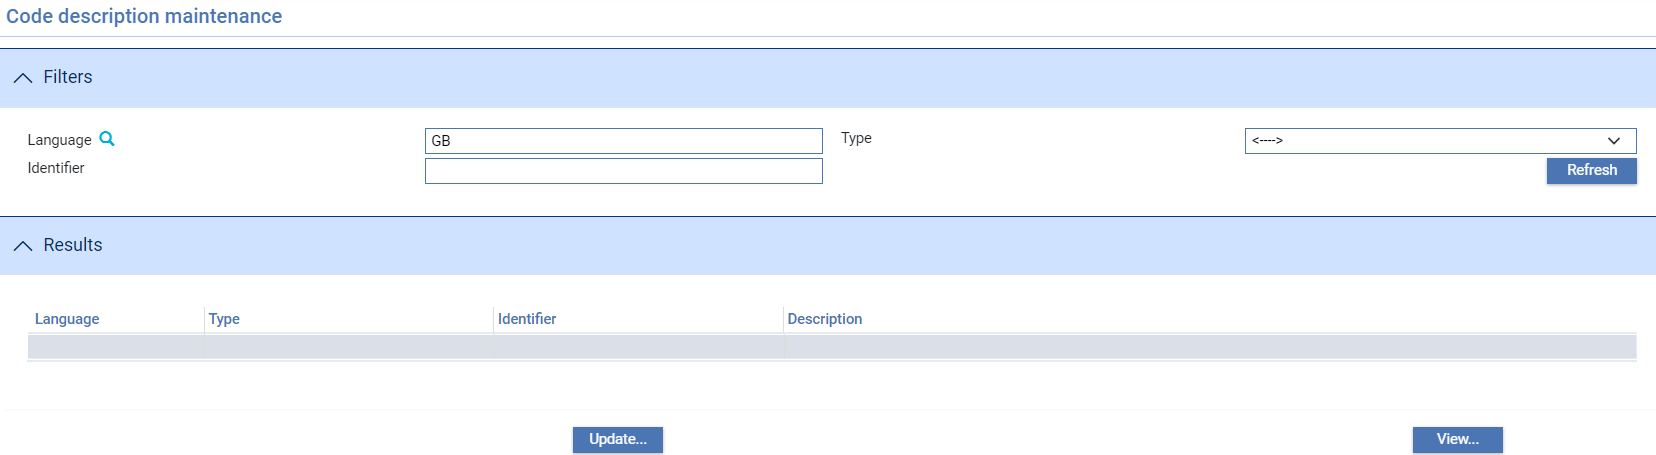 Code description maintenance
Filters
Language GB Type <---->
Identifier Refresh
Results
Language Type Identifier Description
Update... View...